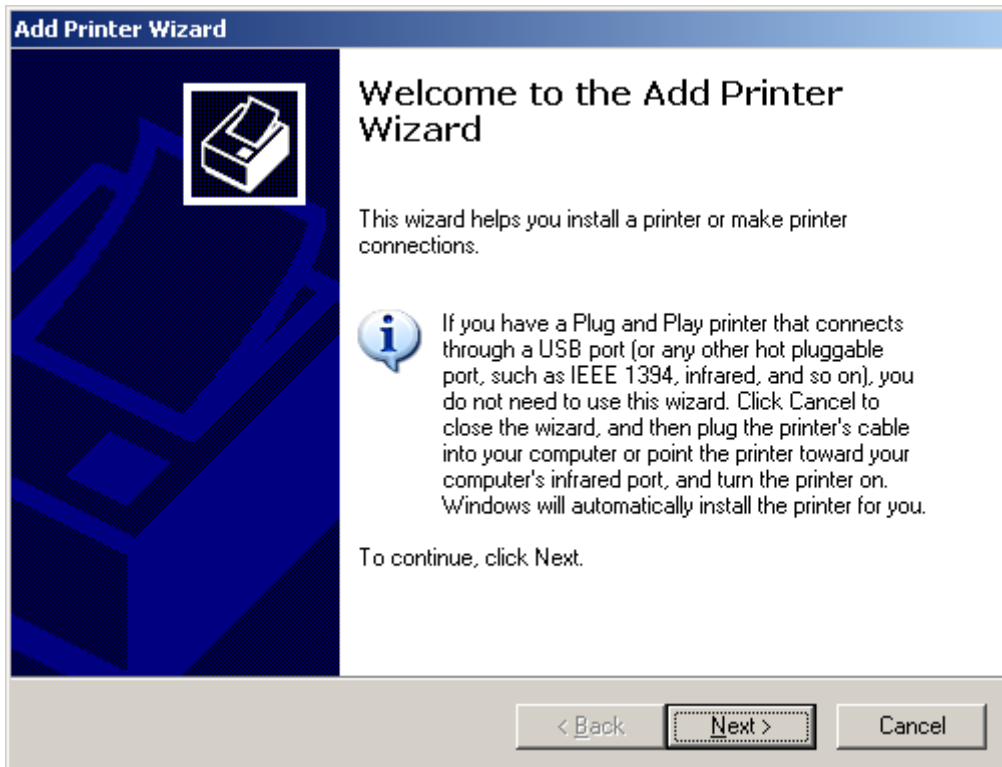 Add Printer Wizard
Welcome to the Add Printer
Wizard
This wizard helps you install a printer or make printer
connections.
If you have a Plug and Play printer that connects
through a USB port (or any other hot pluggable
port, such as IEEE 1394, infrared, and so on), you
do not need to use this wizard. Click Cancel to
close the wizard, and then plug the printer's cable
into your computer or point the printer toward your
computer's infrared port, and turn the printer on.
Windows will automatically install the printer for you.
To continue, click Next.
< Back Next > Cancel